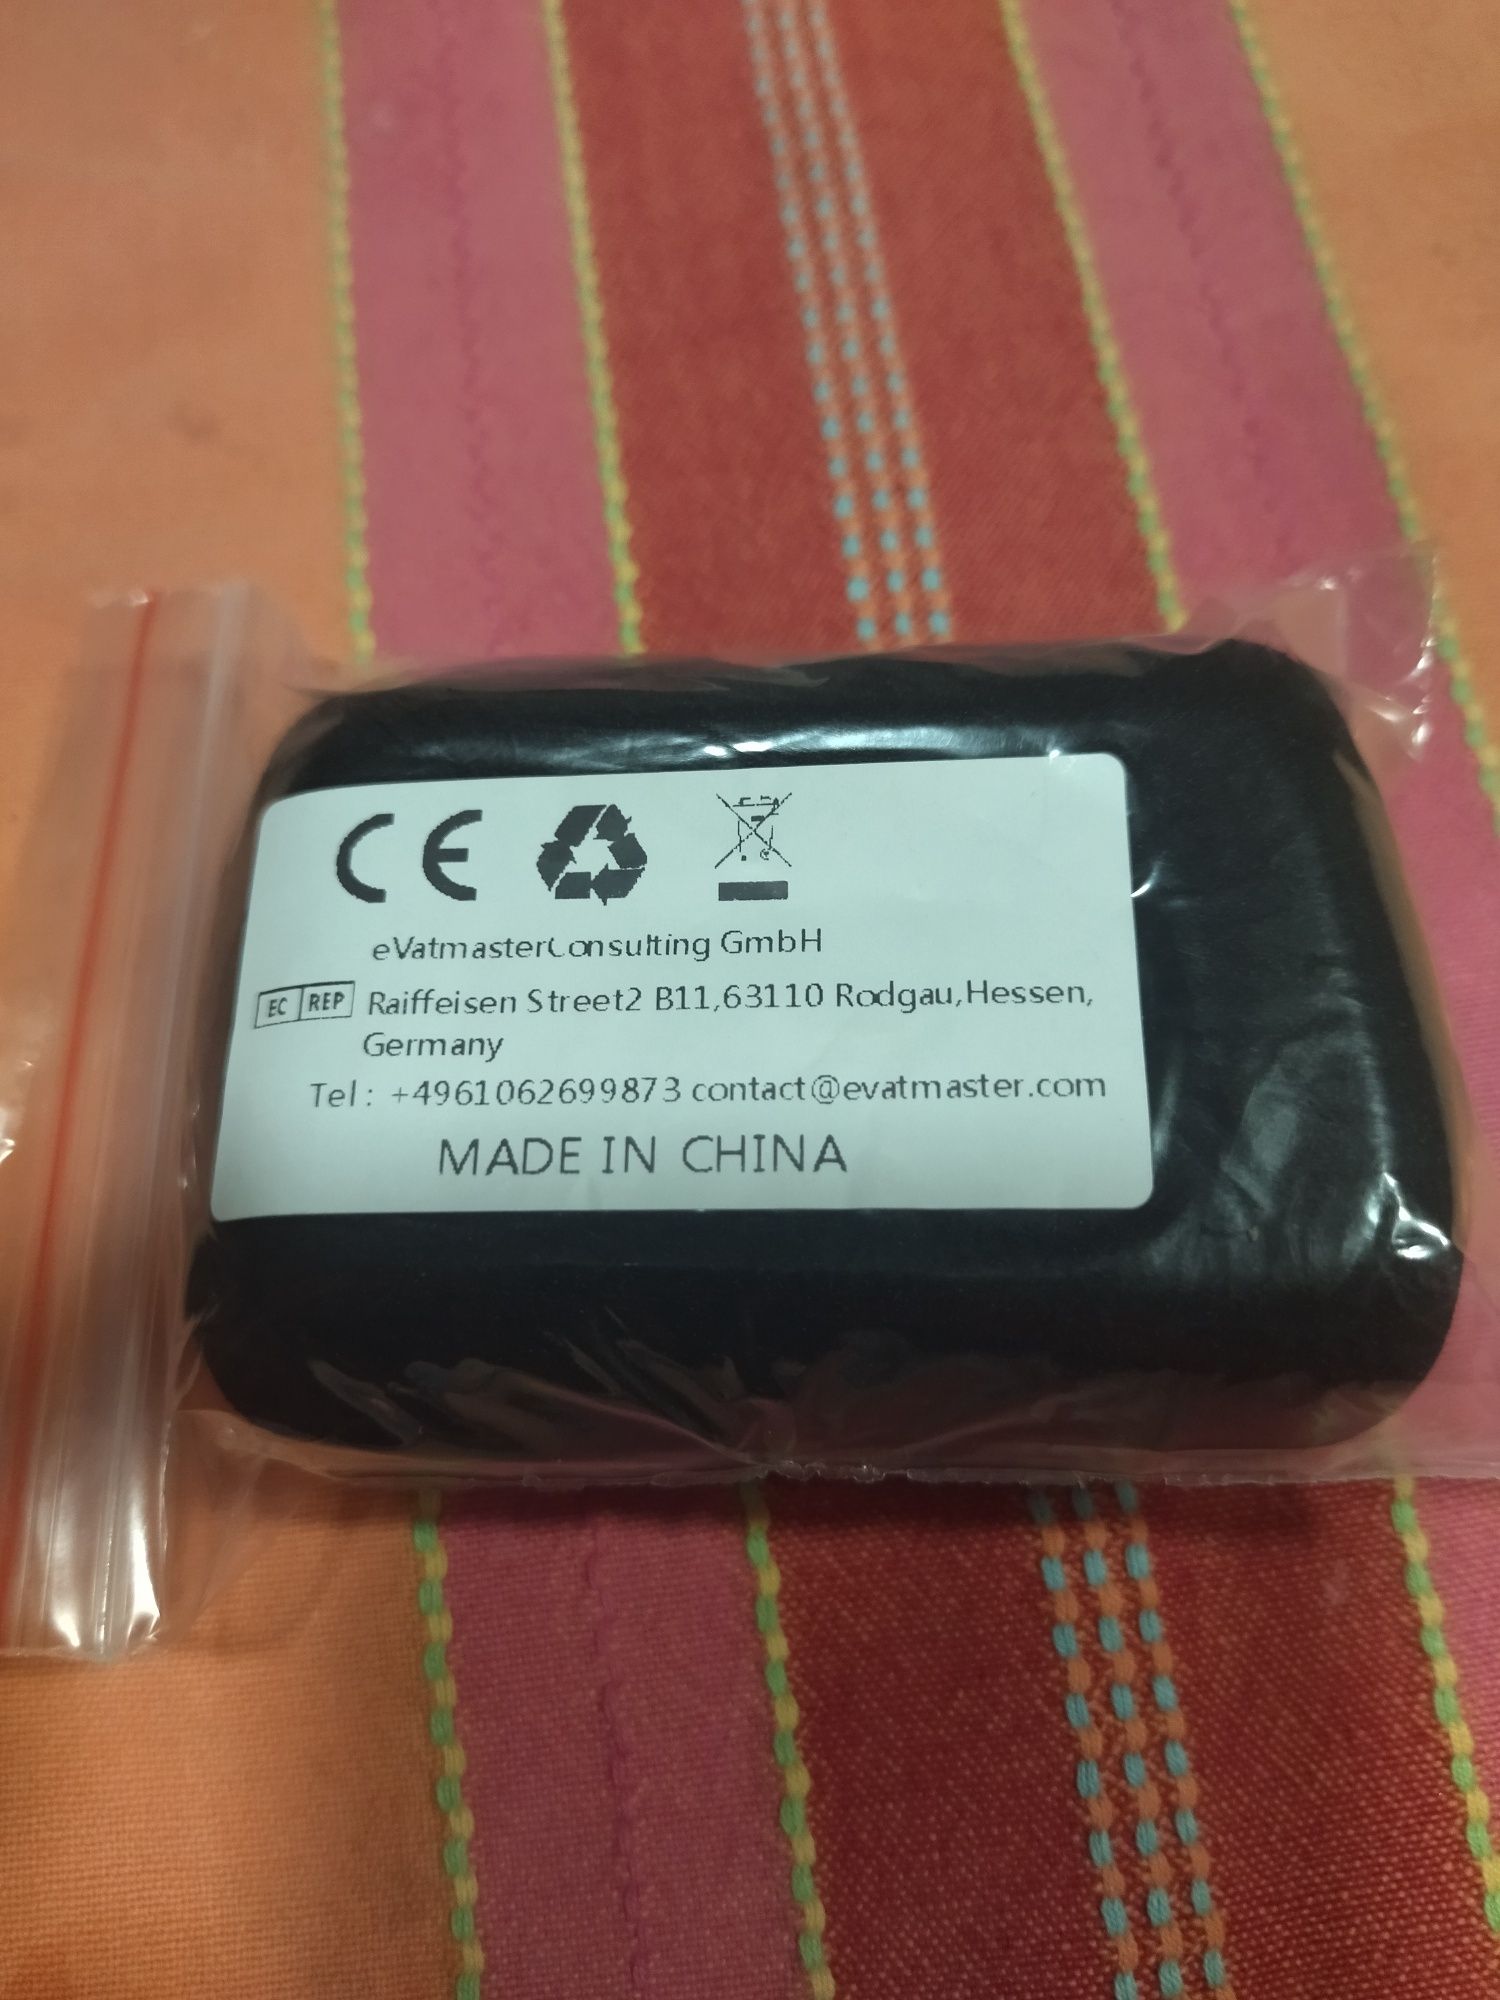 CE
eVatmasterConsulting GmbH
EC REP Raiffeisen Street2 B11,63110 Rodgau,Hessen,
Germany
Tel: +4961062699873 contact@evatmaster.com
MADE IN CHINA